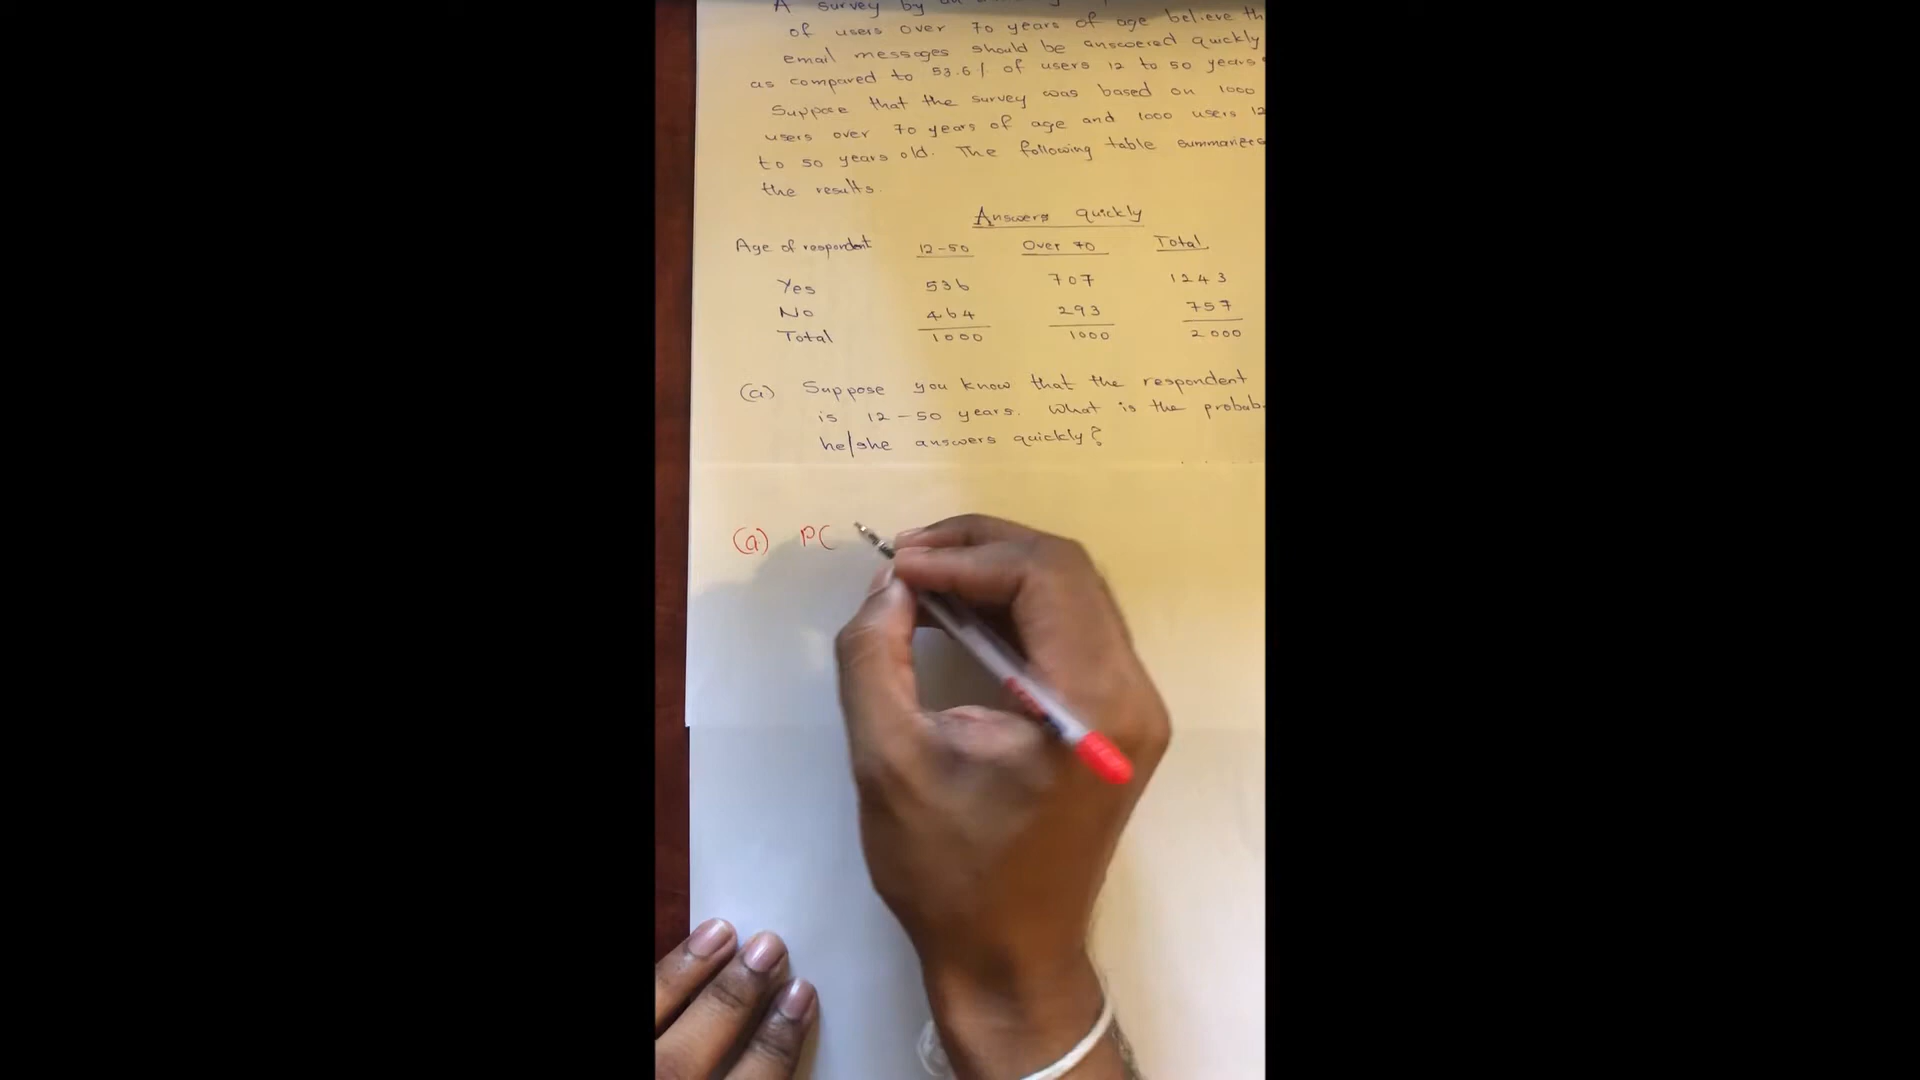 A survey by an
of users over 70 years of age believe th
email messages should be answered quickly
as compared to 53.6% of users 12 to 50 years
Suppose that the survey was based on 1000
users over 70 years of age and 1000 users 12
to 50 years old. The following table summarizes
the results.
Answers quickly
Age of respondent 12-50 Over 70 Total
Yes 536 707 1243
No 464 293 757
Total 1000 1000 2000
(a) Suppose you know that the respondent
is 12-50 years. What is the probab
he/she answers quickly?
(a) P(